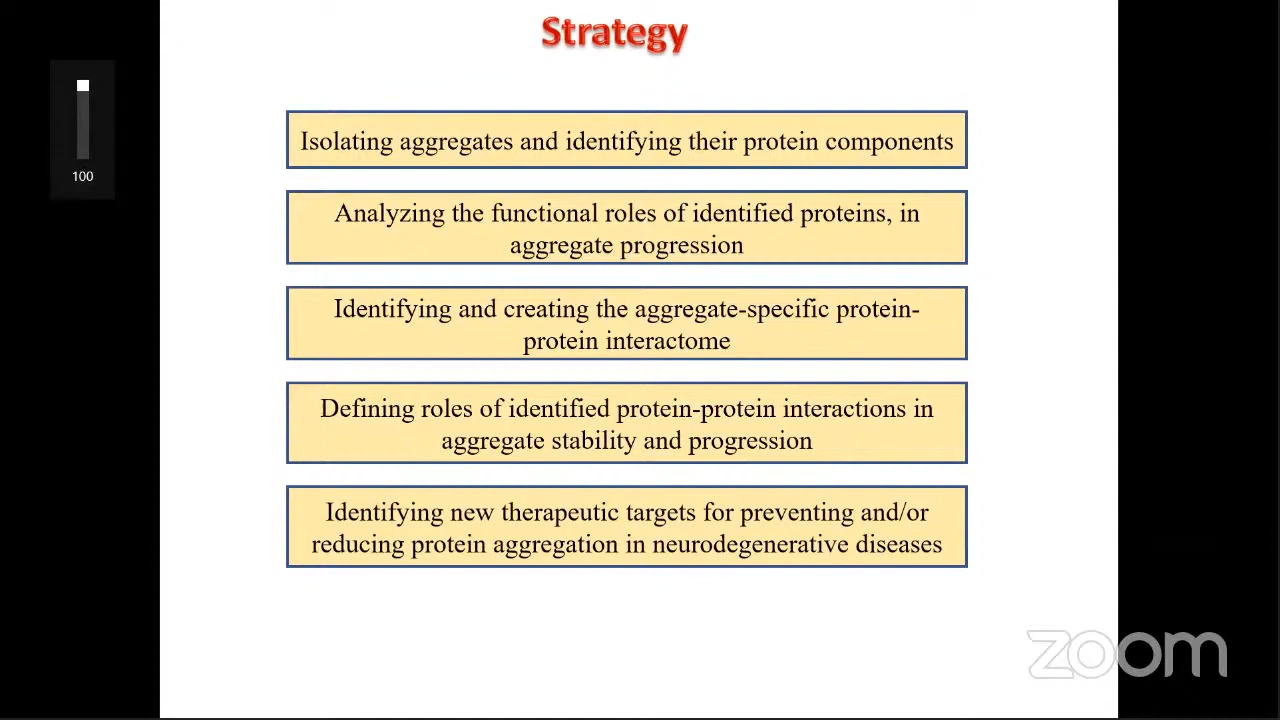 Strategy
100
Isolating aggregates and identifying their protein components
Analyzing the functional roles of identified proteins, in
aggregate progression
Identifying and creating the aggregate-specific protein-
protein interactome
Defining roles of identified protein-protein interactions in
aggregate stability and progression
Identifying new therapeutic targets for preventing and/or
reducing protein aggregation in neurodegenerative diseases
zoom